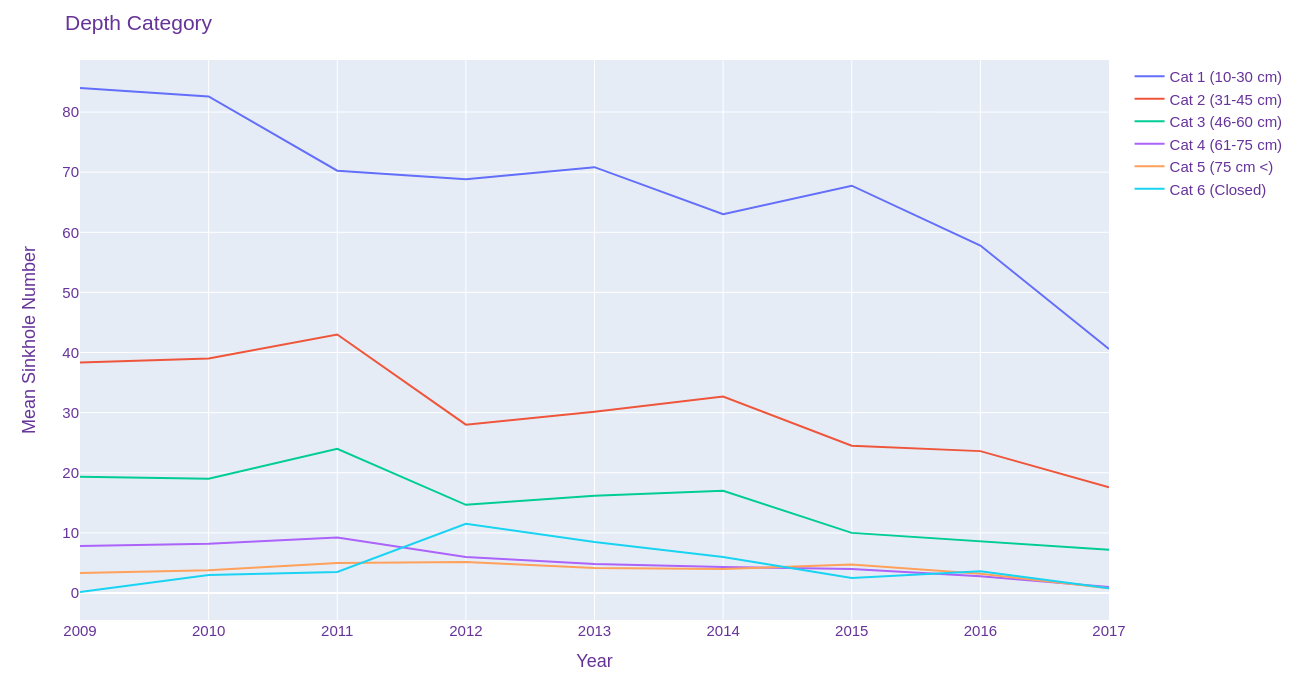 Depth Category
Mean Sinkhole Number
80
70
60
50
40
30
20
10
0
2009 2010 2011 2012 2013 2014 2015 2016 2017
Year
Cat 1 (10-30 cm)
Cat 2 (31-45 cm)
Cat 3 (46-60 cm)
Cat 4 (61-75 cm)
Cat 5 (75 cm <)
Cat 6 (Closed)